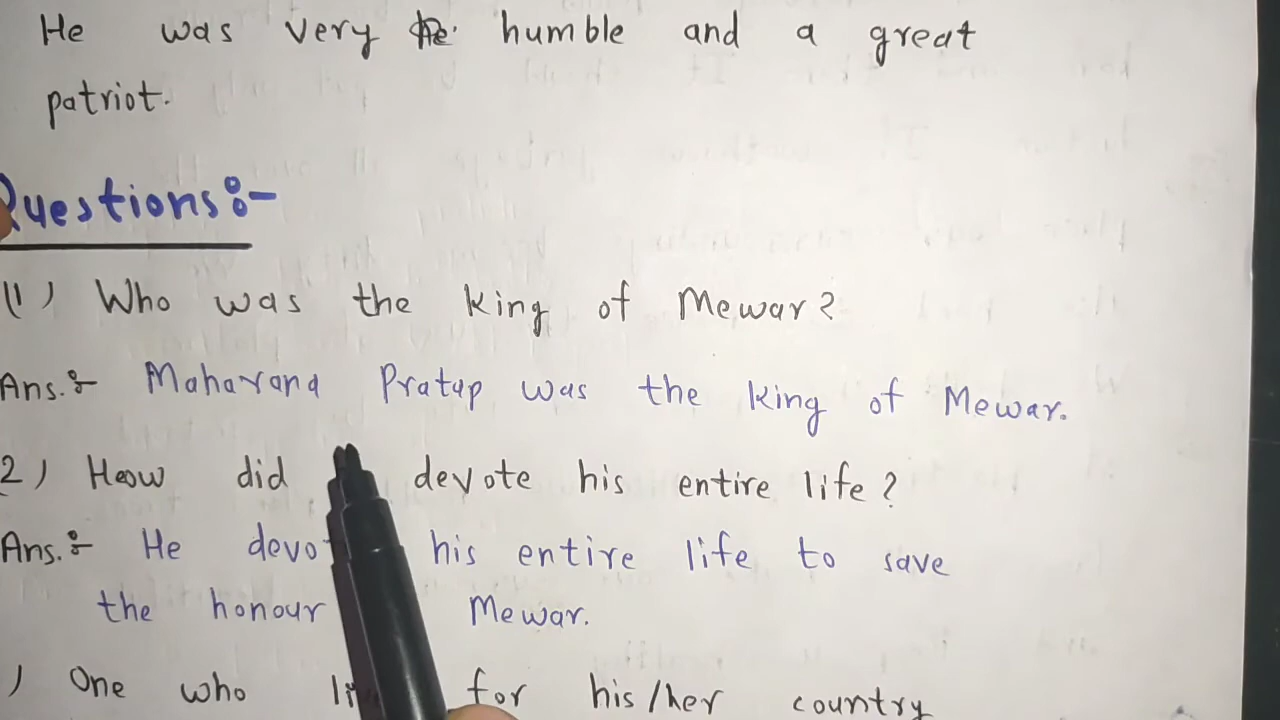 He was very humble and a great
patriot.
Questions:-
(1) Who was the king of Mewar?
Ans.:- Maharana Pratap was the king of Mewar.
2) How did devote his entire life?
Ans.:- He his entire life to save
the honour Mewar.
) One who for his/her country